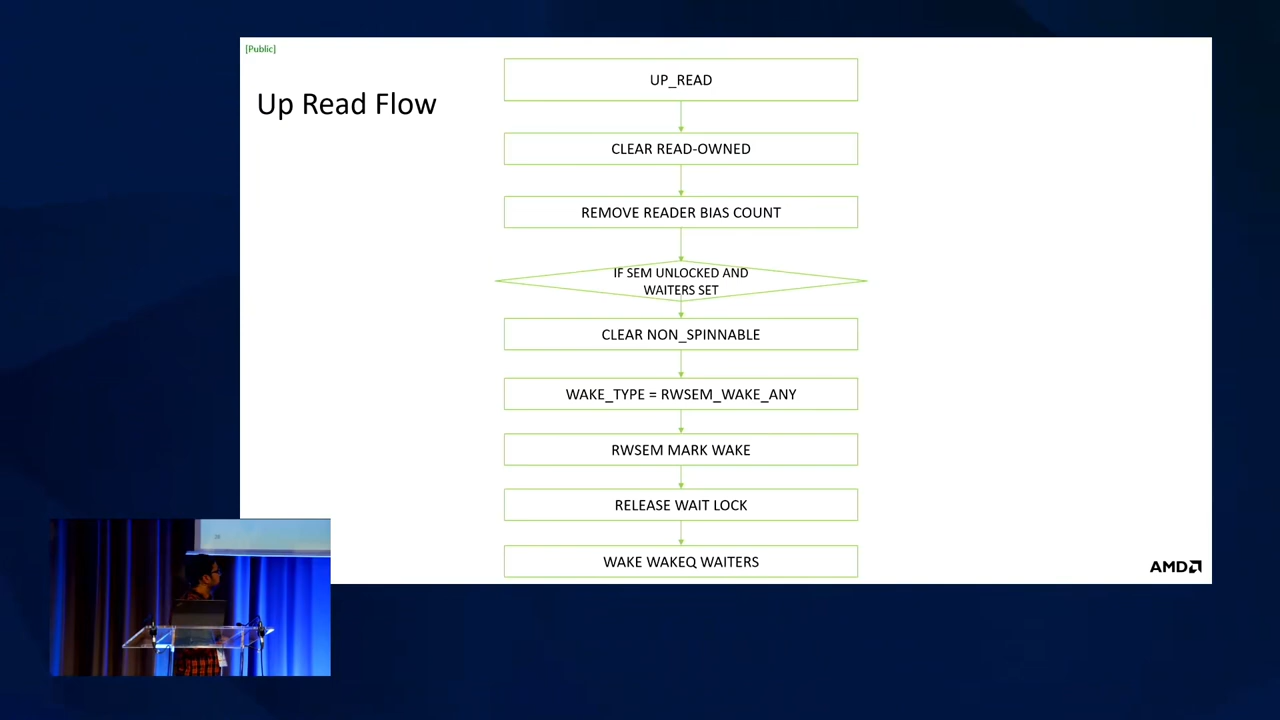 [Public]
Up Read Flow
UP_READ
CLEAR READ-OWNED
REMOVE READER BIAS COUNT
IF SEM UNLOCKED AND
WAITERS SET
CLEAR NON_SPINNABLE
WAKE_TYPE = RWSEM_WAKE_ANY
RWSEM MARK WAKE
RELEASE WAIT LOCK
WAKE WAKEQ WAITERS
AMD